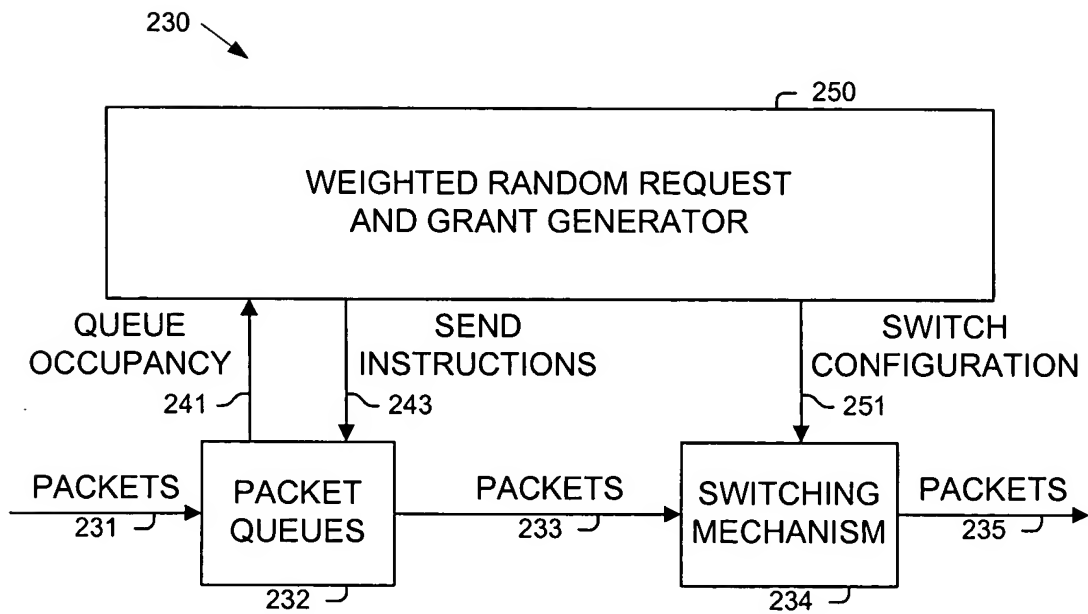 230
250
WEIGHTED RANDOM REQUEST
AND GRANT GENERATOR
QUEUE
OCCUPANCY
241
SEND
INSTRUCTIONS
243
SWITCH
CONFIGURATION
251
PACKETS
231
PACKET
QUEUES
232
PACKETS
233
SWITCHING
MECHANISM
234
PACKETS
235